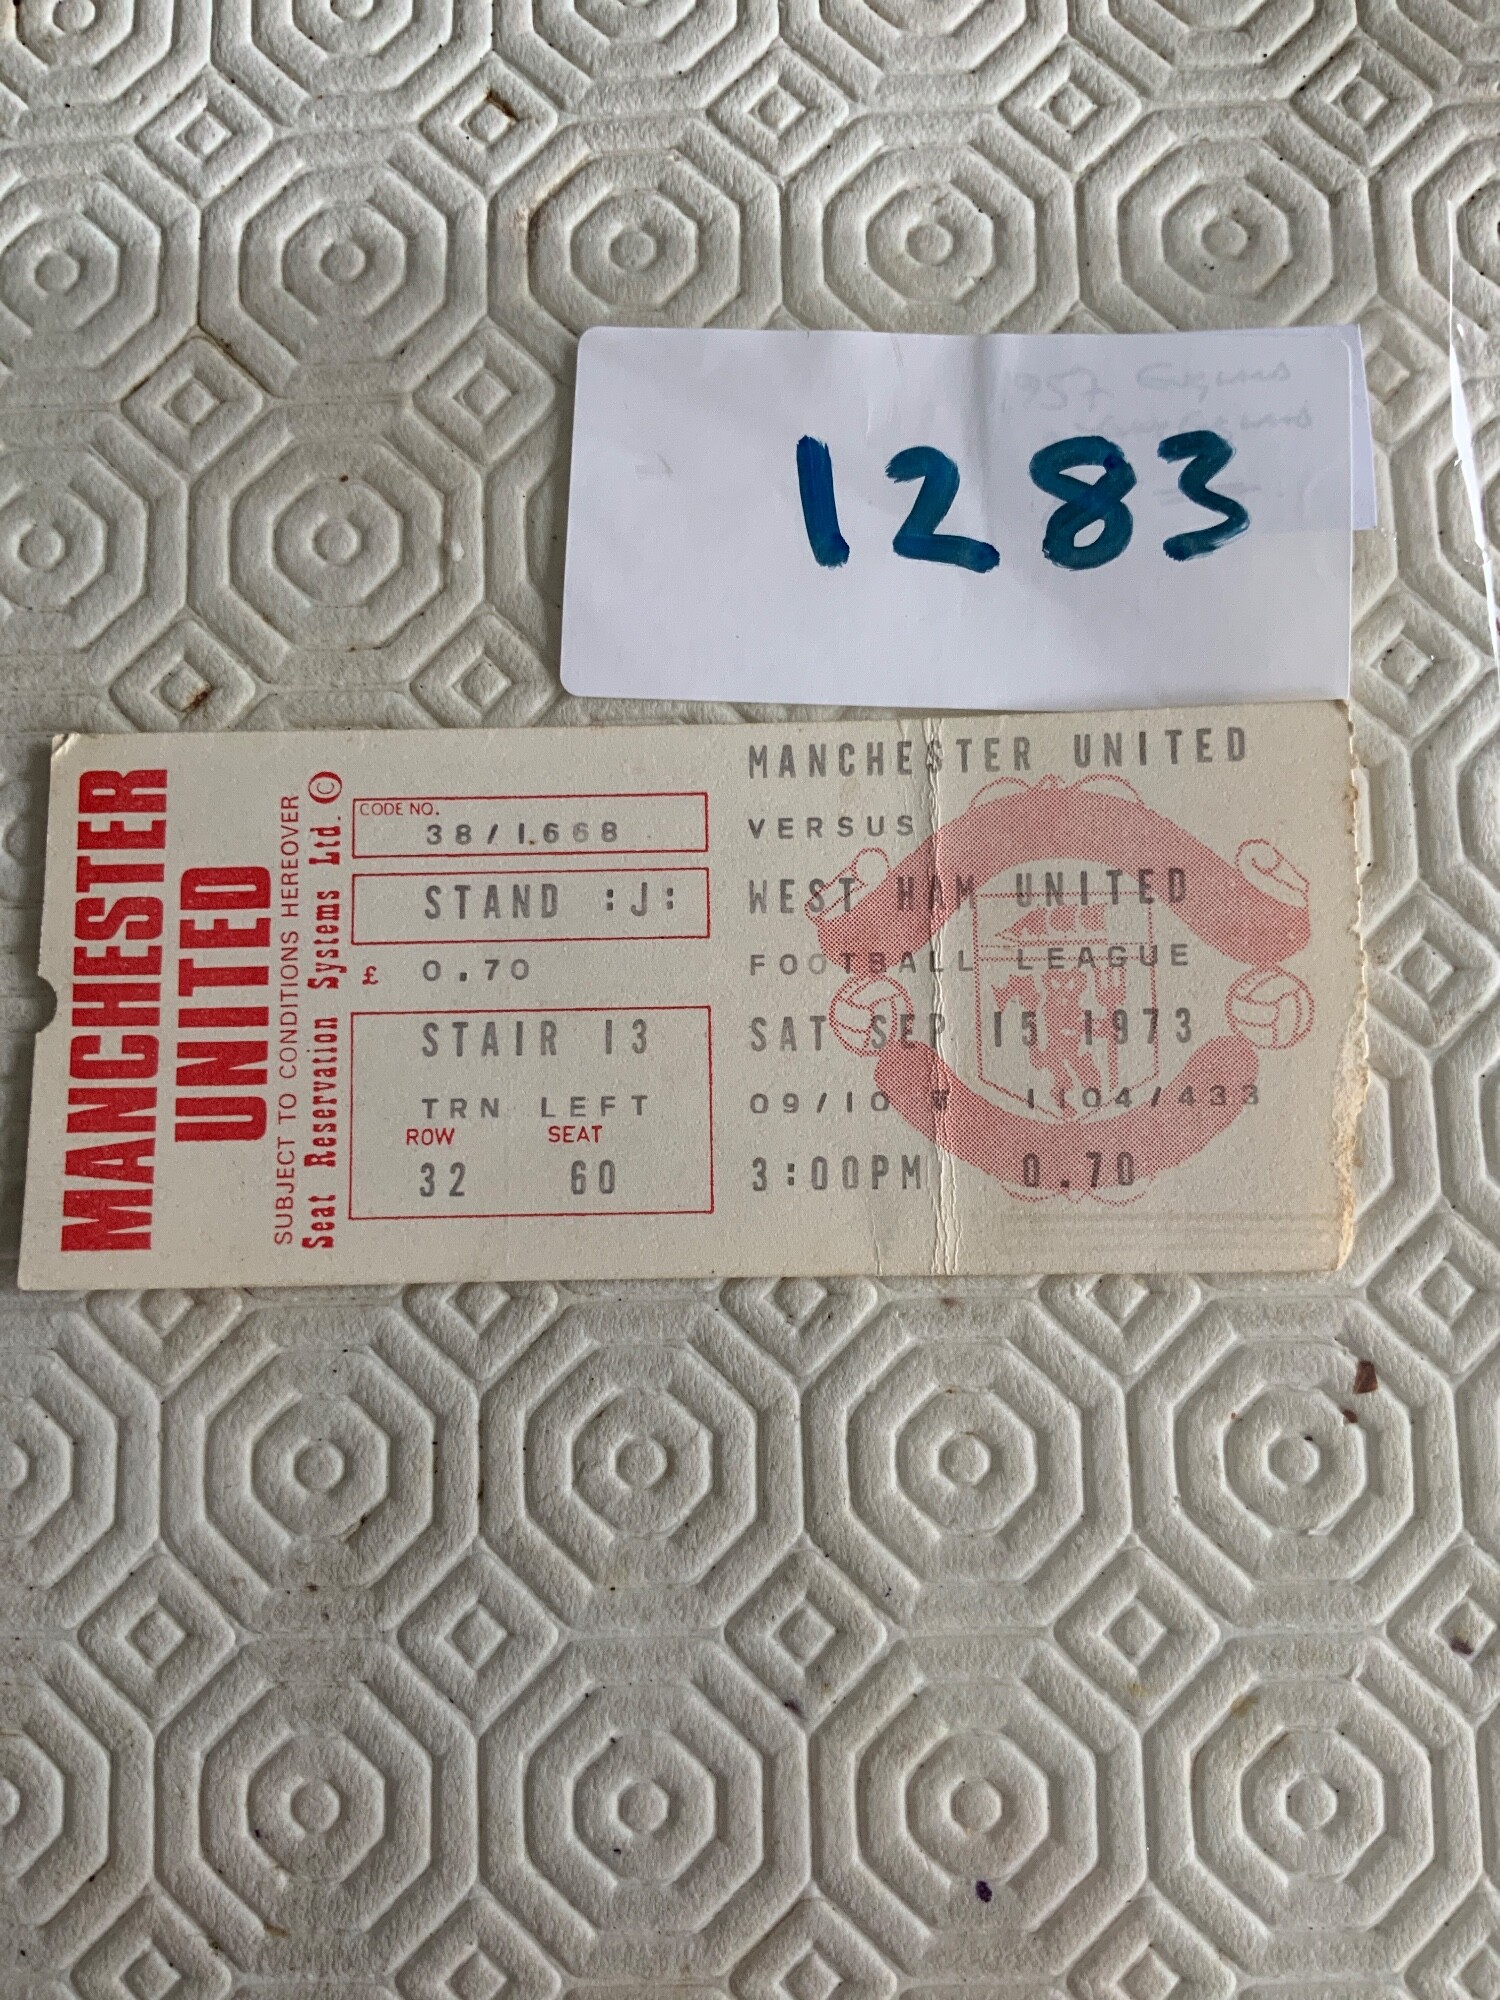 1283
MANCHESTER
UNITED
SUBJECT TO CONDITIONS HEREOVER
Seat Reservation Systems Ltd. ©
CODE NO.
38/1.668
STAND :J:
£ 0.70
STAIR 13
TRN LEFT
ROW SEAT
32 60
MANCHESTER UNITED
VERSUS
WEST HAM UNITED
FOOTBALL LEAGUE
SAT SEP 15 1973
09/10 1104/433
3:00PM 0.70